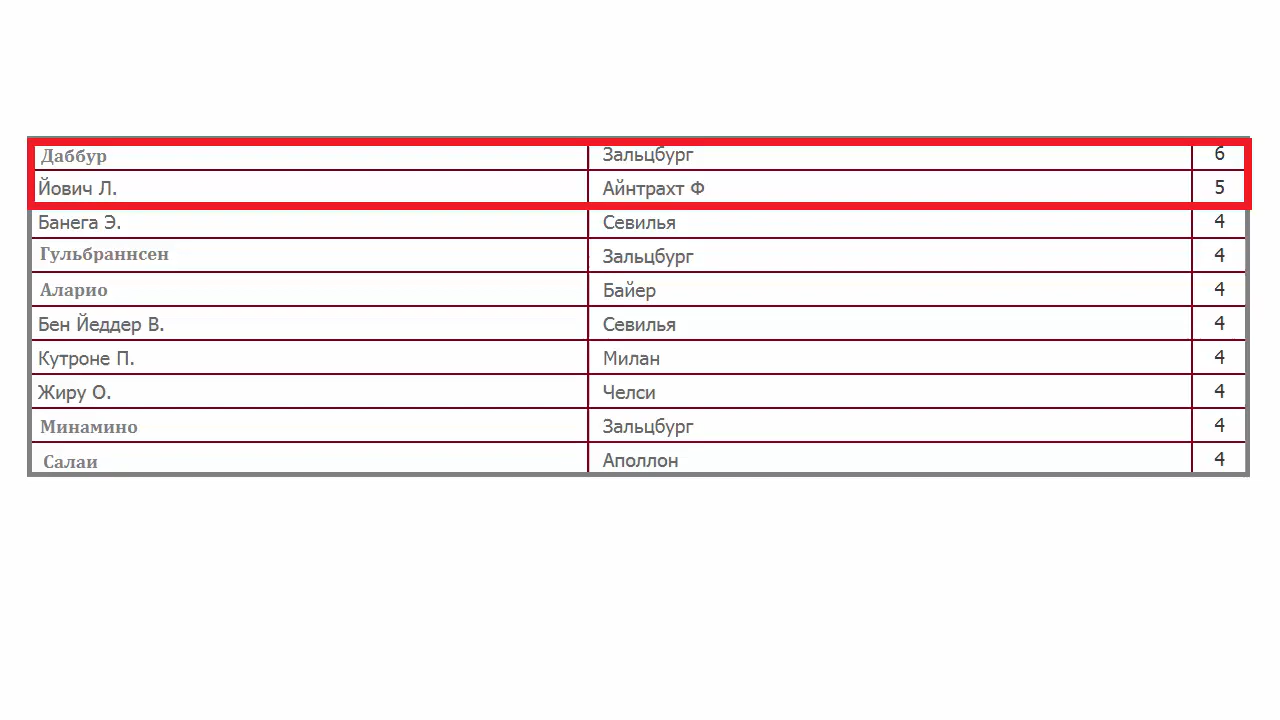 Даббур Зальцбург 6
Йович Л. Айнтрахт Ф 5
Банега Э. Севилья 4
Гульбраннсен Зальцбург 4
Аларио Байер 4
Бен Йеддер В. Севилья 4
Кутроне П. Милан 4
Жиру О. Челси 4
Минамино Зальцбург 4
Салаи Аполлон 4